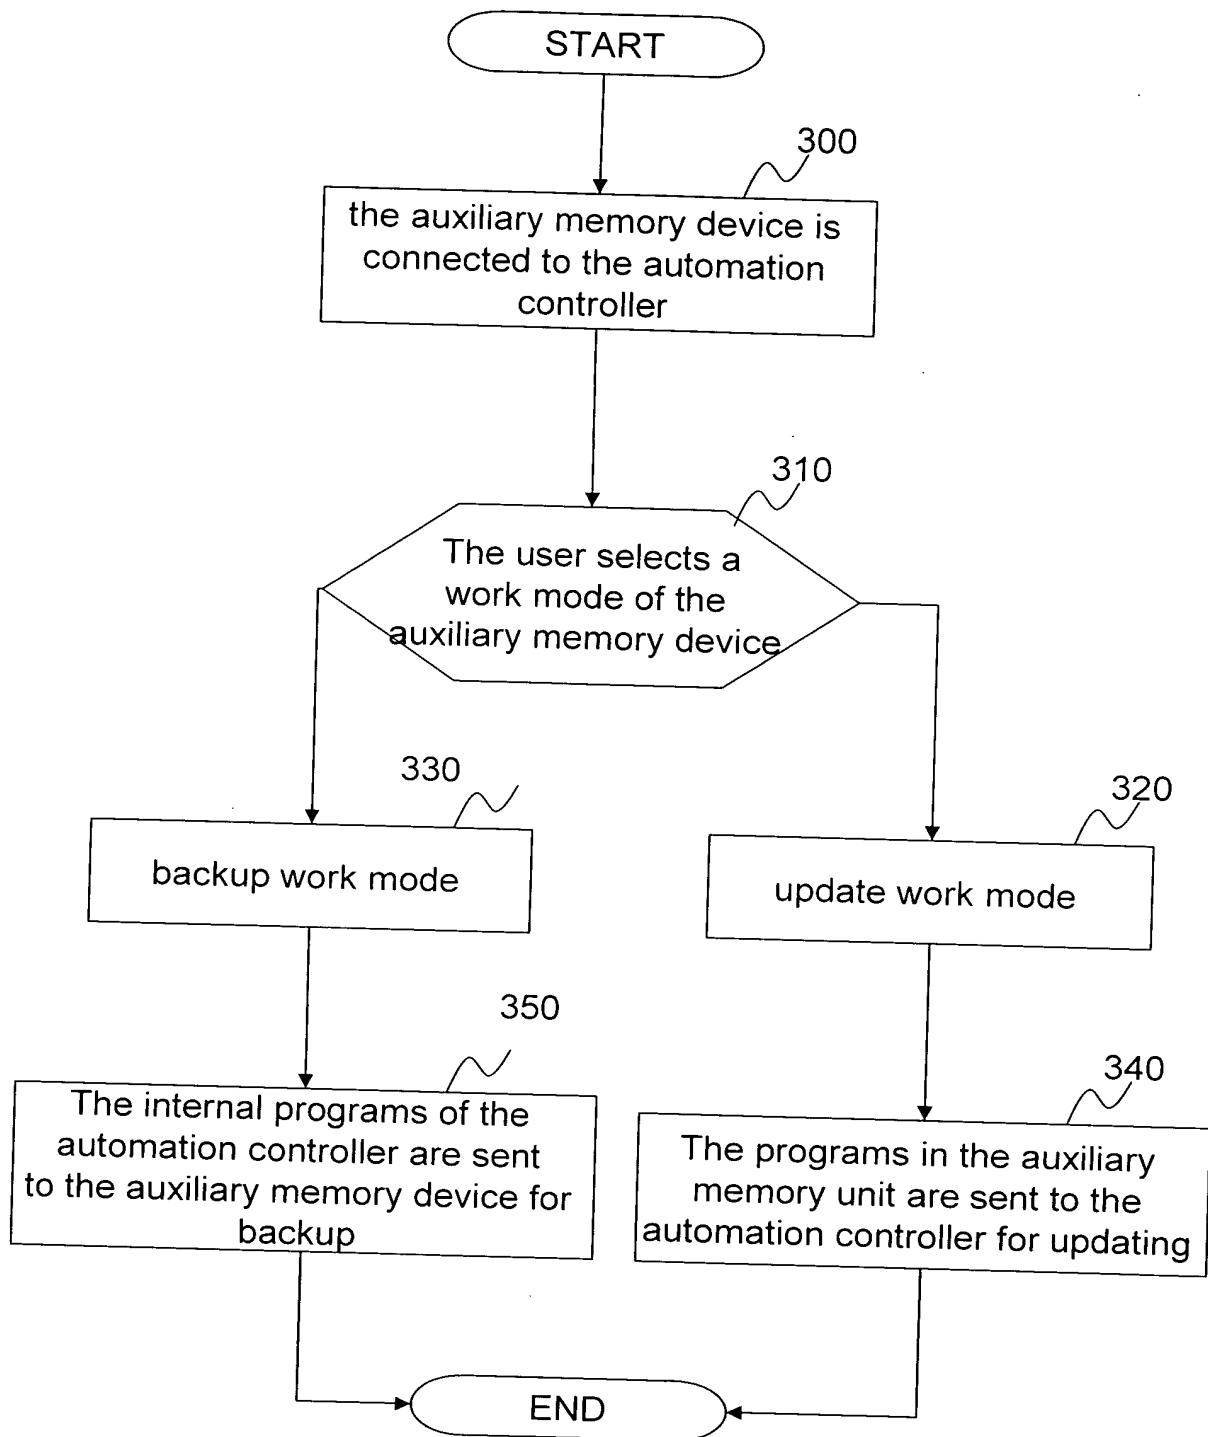 START
300
the auxiliary memory device is
connected to the automation
controller
310
The user selects a
work mode of the
auxiliary memory device
330
backup work mode
320
update work mode
350
The internal programs of the
automation controller are sent
to the auxiliary memory device for
backup
340
The programs in the auxiliary
memory unit are sent to the
automation controller for updating
END